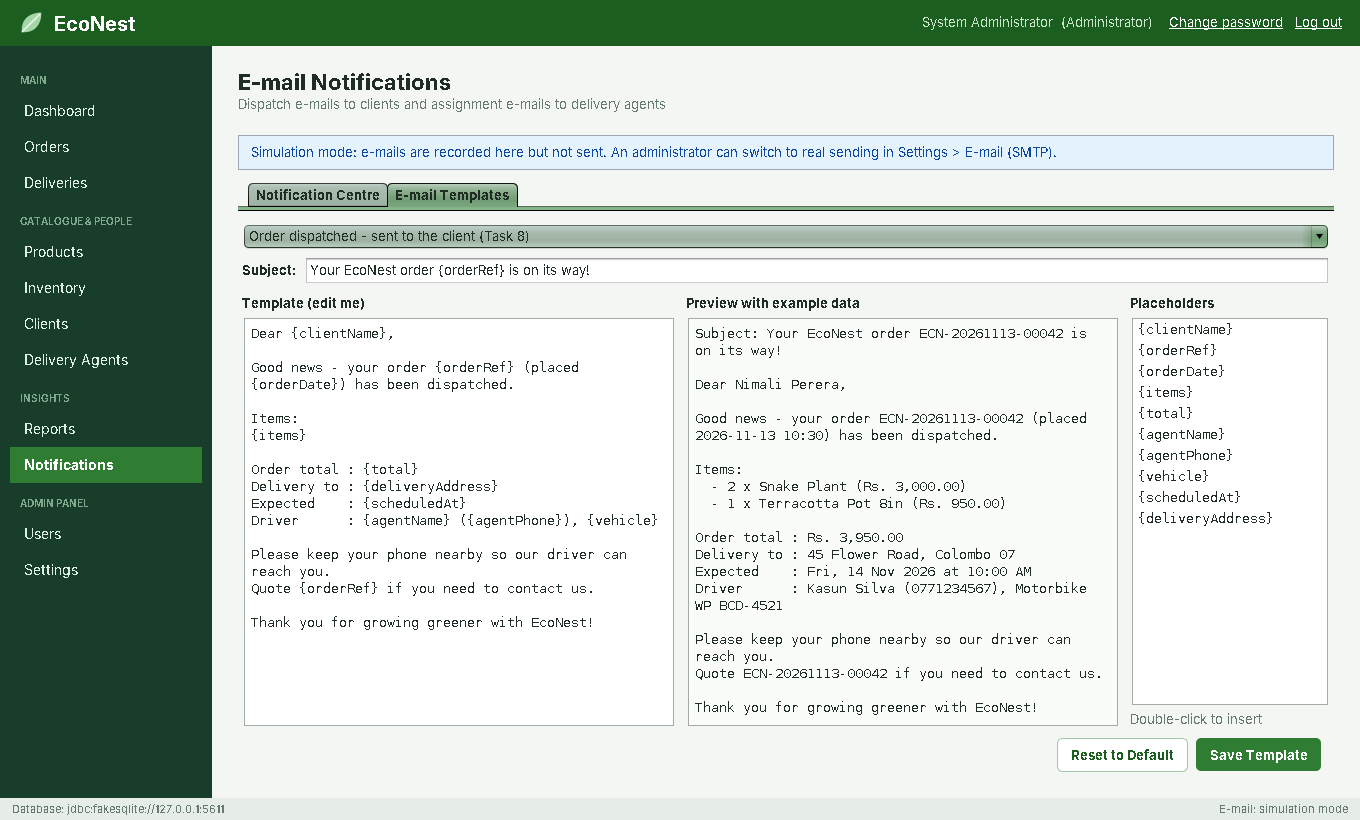 EcoNest
System Administrator (Administrator) Change password Log out
MAIN
Dashboard
Orders
Deliveries
CATALOGUE & PEOPLE
Products
Inventory
Clients
Delivery Agents
INSIGHTS
Reports
Notifications
ADMIN PANEL
Users
Settings
E-mail Notifications
Dispatch e-mails to clients and assignment e-mails to delivery agents
Simulation mode: e-mails are recorded here but not sent. An administrator can switch to real sending in Settings > E-mail (SMTP).
Notification Centre E-mail Templates
Order dispatched - sent to the client (Task 8)
Subject: Your EcoNest order {orderRef} is on its way!
Template (edit me)
Dear {clientName},
Good news - your order {orderRef} (placed
{orderDate}) has been dispatched.
Items:
{items}
Order total : {total}
Delivery to : {deliveryAddress}
Expected    : {scheduledAt}
Driver      : {agentName} ({agentPhone}), {vehicle}
Please keep your phone nearby so our driver can
reach you.
Quote {orderRef} if you need to contact us.
Thank you for growing greener with EcoNest!
Preview with example data
Subject: Your EcoNest order ECN-20261113-00042 is
on its way!
Dear Nimali Perera,
Good news - your order ECN-20261113-00042 (placed
2026-11-13 10:30) has been dispatched.
Items:
- 2 x Snake Plant (Rs. 3,000.00)
- 1 x Terracotta Pot 8in (Rs. 950.00)
Order total : Rs. 3,950.00
Delivery to : 45 Flower Road, Colombo 07
Expected    : Fri, 14 Nov 2026 at 10:00 AM
Driver      : Kasun Silva (0771234567), Motorbike
WP BCD-4521
Please keep your phone nearby so our driver can
reach you.
Quote ECN-20261113-00042 if you need to contact us.
Thank you for growing greener with EcoNest!
Placeholders
{clientName}
{orderRef}
{orderDate}
{items}
{total}
{agentName}
{agentPhone}
{vehicle}
{scheduledAt}
{deliveryAddress}
Double-click to insert
Reset to Default Save Template
Database: jdbc:fakesqlite://127.0.0.1:5611 E-mail: simulation mode